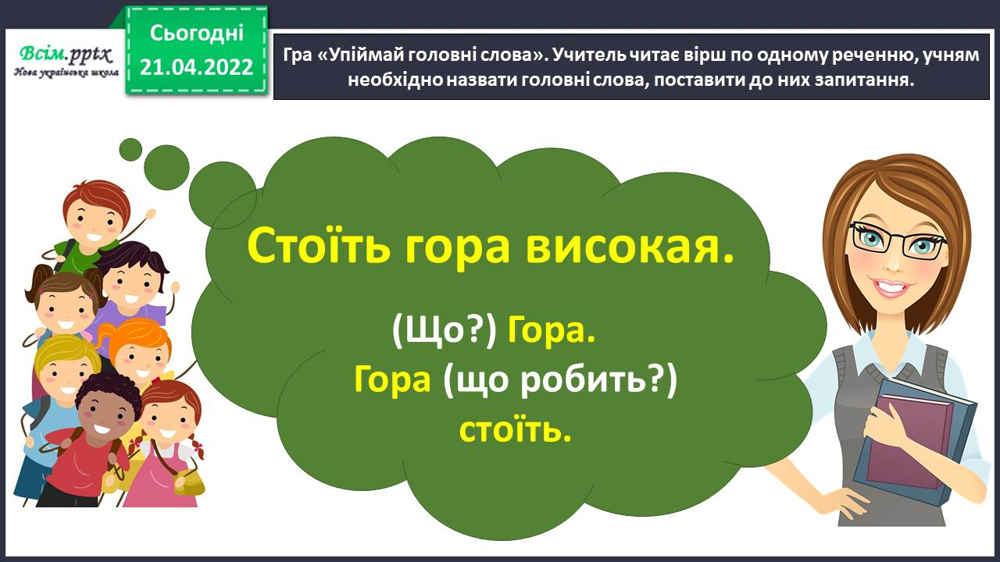 Всім.pptx
Нова українська школа
Сьогодні
21.04.2022
Гра «Упіймай головні слова». Учитель читає вірш по одному реченню, учням
необхідно назвати головні слова, поставити до них запитання.
Стоїть гора високая.
(Що?) Гора.
Гора (що робить?)
стоїть.